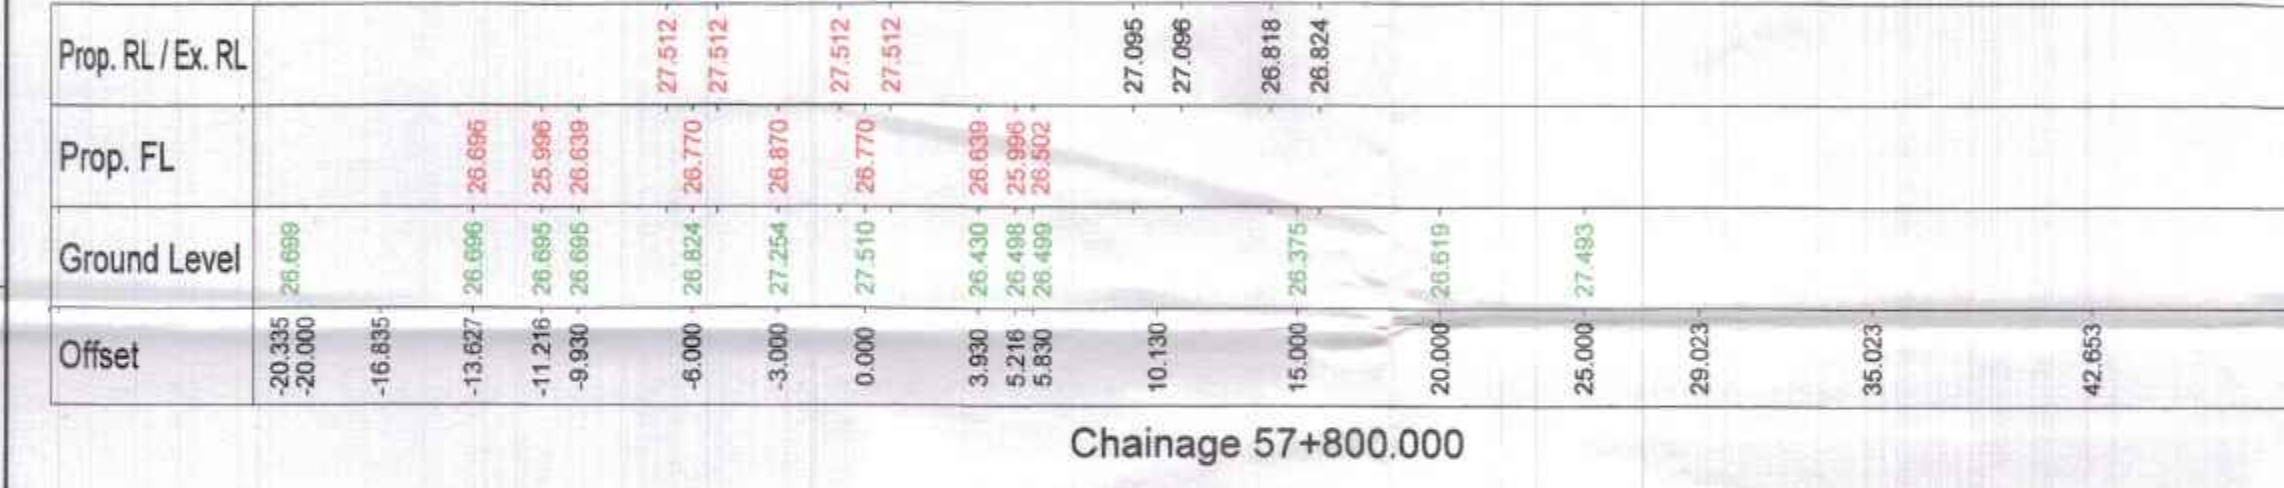 Prop. RL / Ex. RL 27.512 27.512 27.512 27.512 27.095 27.096 26.818 26.824
Prop. FL 26.696 25.996 26.639 26.770 26.870 26.770 26.639 25.996 26.502
Ground Level 26.699 26.696 26.695 26.695 26.824 27.254 27.510 26.430 26.498 26.499 26.375 26.619 27.493
Offset -20.335 -20.000 -16.835 -13.627 -11.216 -9.930 -6.000 -3.000 0.000 3.930 5.216 5.830 10.130 15.000 20.000 25.000 29.023 35.023 42.653
Chainage 57+800.000